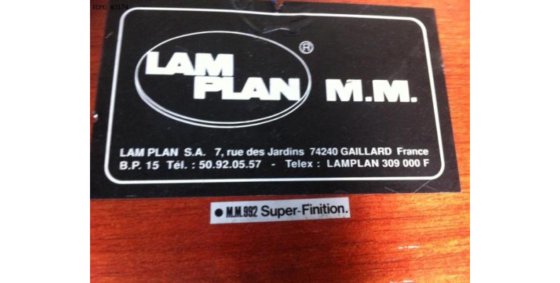 LAM
PLAN ® M.M.
LAM PLAN S.A. 7, rue des Jardins 74240 GAILLARD France
B.P. 15 Tél. : 50.92.05.57 - Telex : LAMPLAN 309 000 F
● M.M.992 Super-Finition.